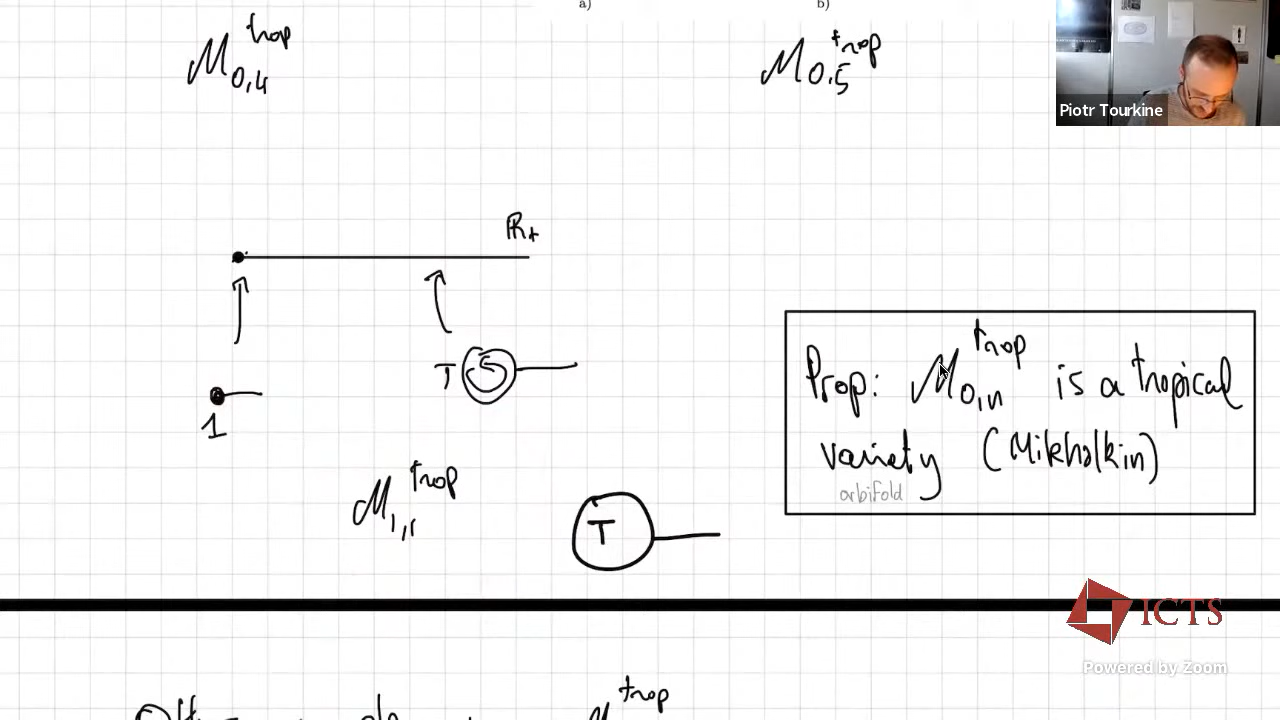 a) b)
M_{0,4}^{trop} M_{0,5}^{trop}
Piotr Tourkine
R_+
T
1
Prop: M_{0,n}^{trop} is a tropical
variety (Mikhalkin)
orbifold
M_{1,1}^{trop}
T
ICTS
Powered by Zoom
M^{trop}